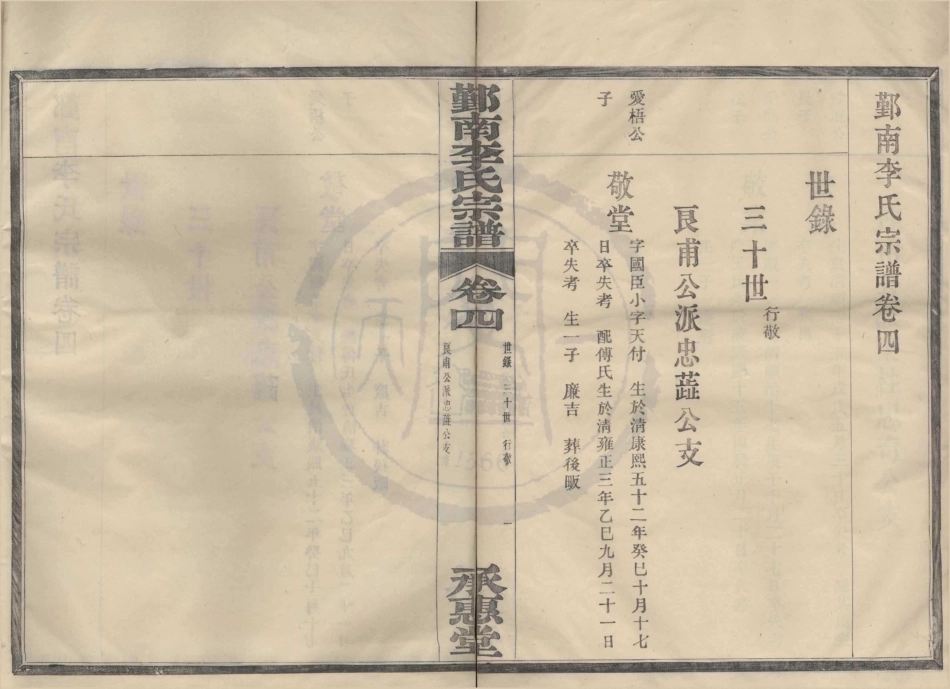 鄞南李氏宗譜卷四
世錄
三十世 行敬
艮甫公派忠蓝公支
愛梧公
子
敬堂
字國臣小字天付 生於清康熙五十二年癸巳十月十七
日卒失考 配傅氏生於清雍正三年乙巳九月二十一日
卒失考 生一子 廉吉 葬後畈
鄞南李氏宗譜 卷四
世錄 三十世 行敬 一
艮甫公派忠蓝公支
承惠堂